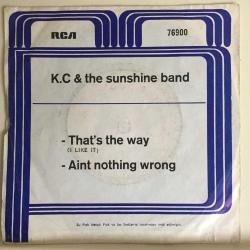 RCA
76900
K.C & the sunshine band
- That's the way
(I LIKE IT)
- Aint nothing wrong